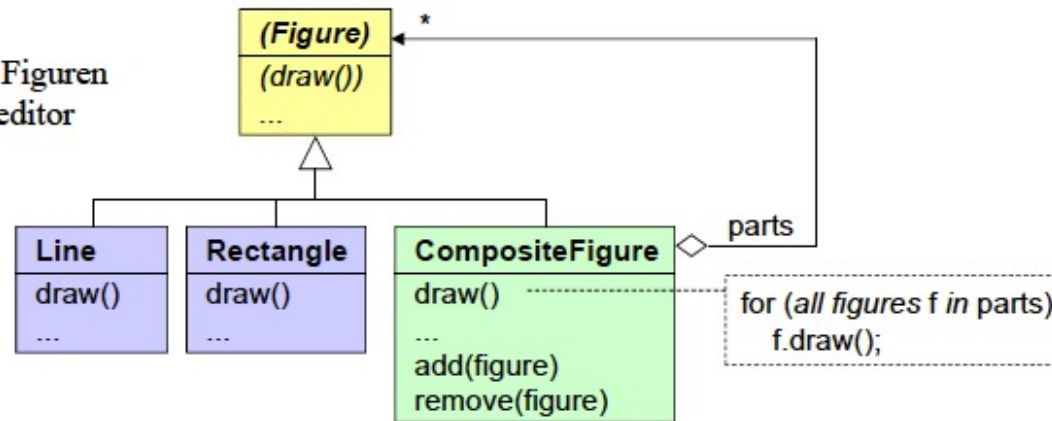 Figuren
editor
(Figure)
(draw())
...
*
Line
draw()
...
Rectangle
draw()
...
CompositeFigure
draw()
...
add(figure)
remove(figure)
parts
for (all figures f in parts)
f.draw();